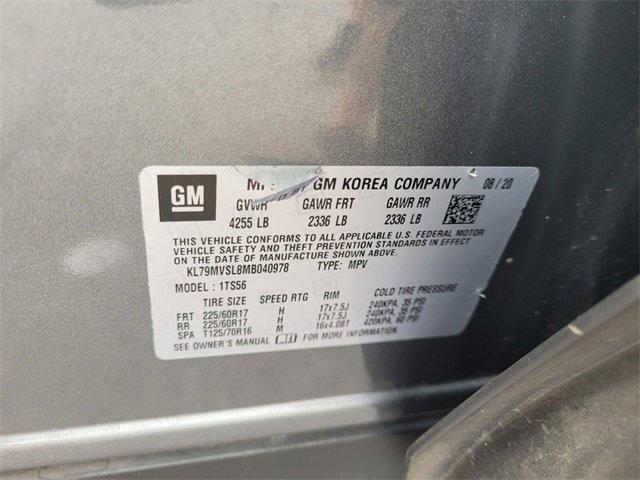 GM
GM KOREA COMPANY 08/20
GVWR GAWR FRT GAWR RR
4255 LB 2336 LB 2336 LB
THIS VEHICLE CONFORMS TO ALL APPLICABLE U.S. FEDERAL MOTOR
VEHICLE SAFETY AND THEFT PREVENTION STANDARDS IN EFFECT ON
THE DATE OF MANUFACTURE SHOWN ABOVE.
KL79MVSL8MB040978 TYPE: MPV
MODEL: 1TS56
TIRE SIZE SPEED RTG RIM COLD TIRE PRESSURE
FRT 225/60R17 H 17x7.5J 240KPA, 35 PSI
RR 225/60R17 H 17x7.5J 240KPA, 35 PSI
SPA T125/70R16 M 16x4.0BT 420KPA, 60 PSI
SEE OWNER'S MANUAL FOR MORE INFORMATION.